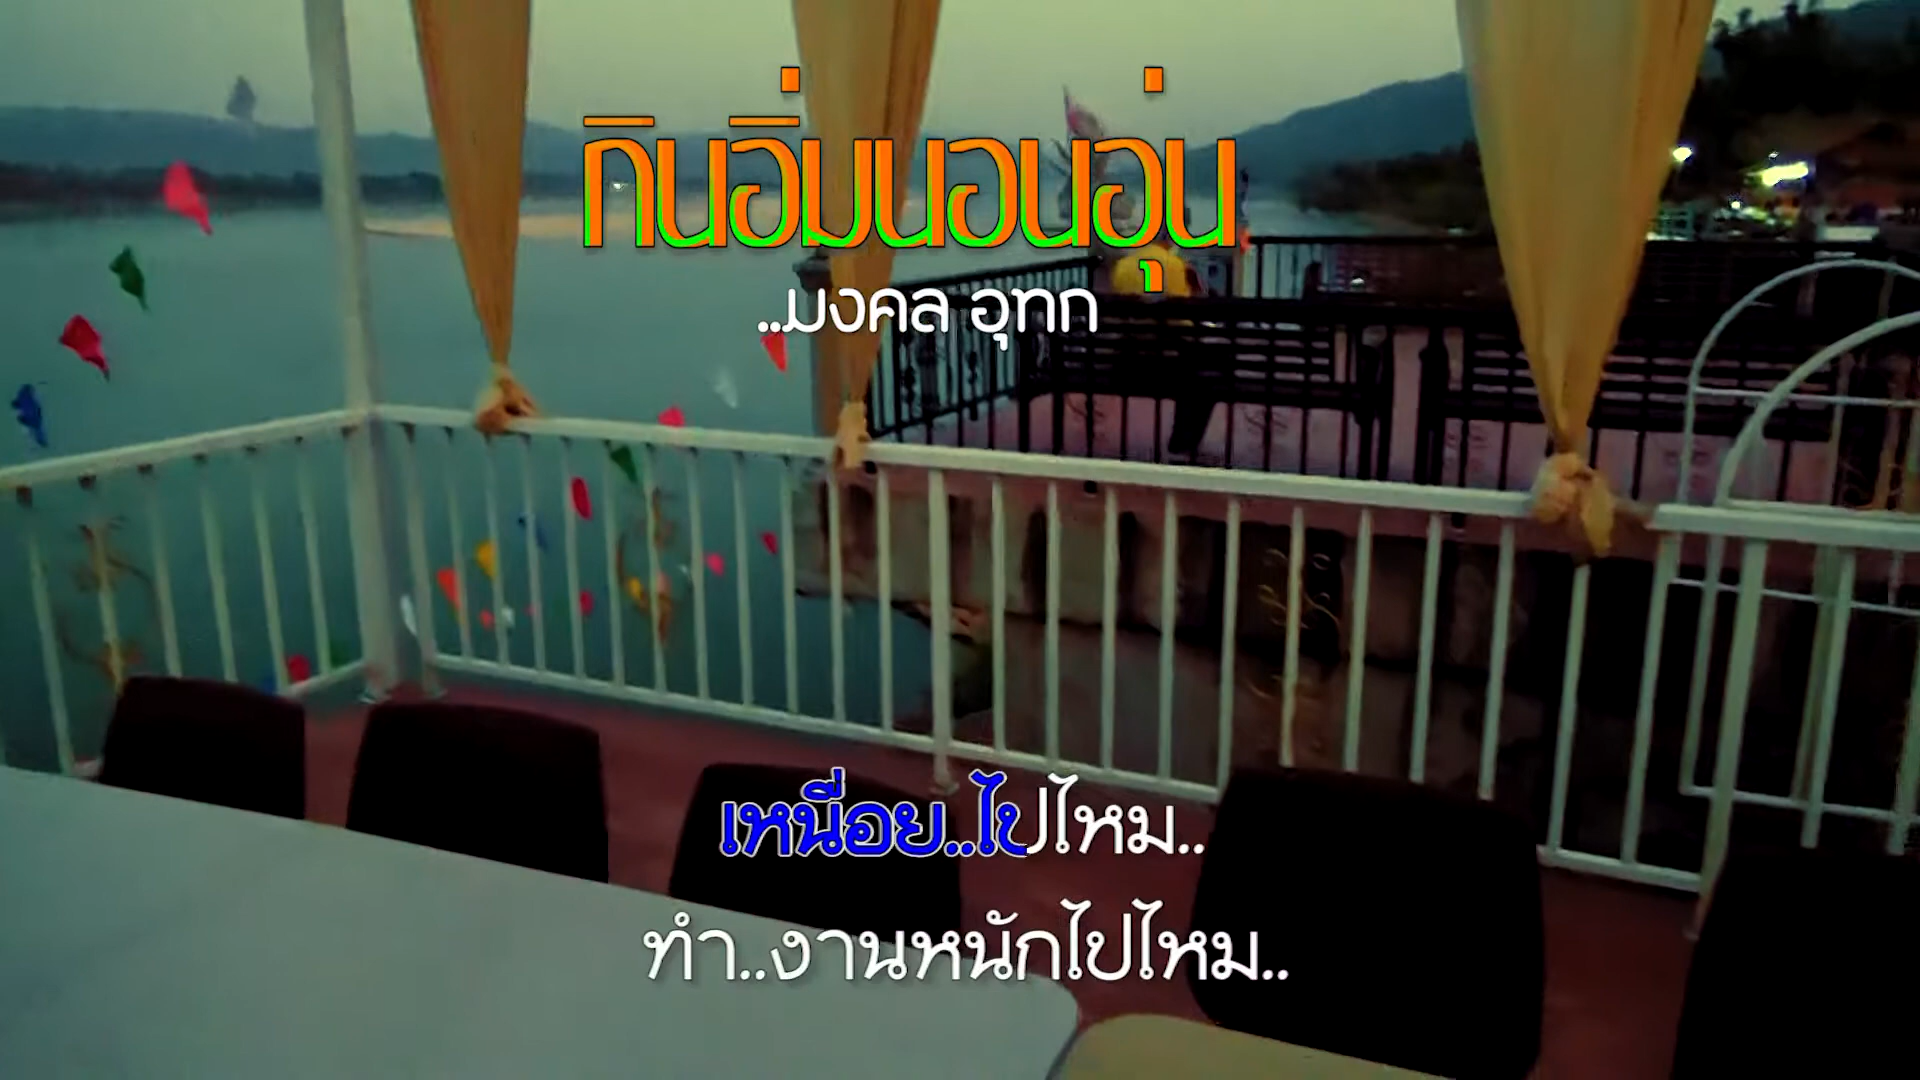 กินอิ่มนอนอุ่น
..มงคล อุทก
เหนื่อย..ไปไหม..
ทำ..งานหนักไปไหม..